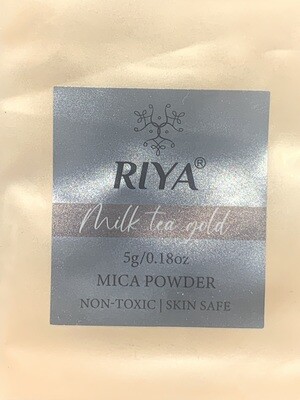 RIYA®
Milk tea gold
5g/0.18oz
MICA POWDER
NON-TOXIC | SKIN SAFE